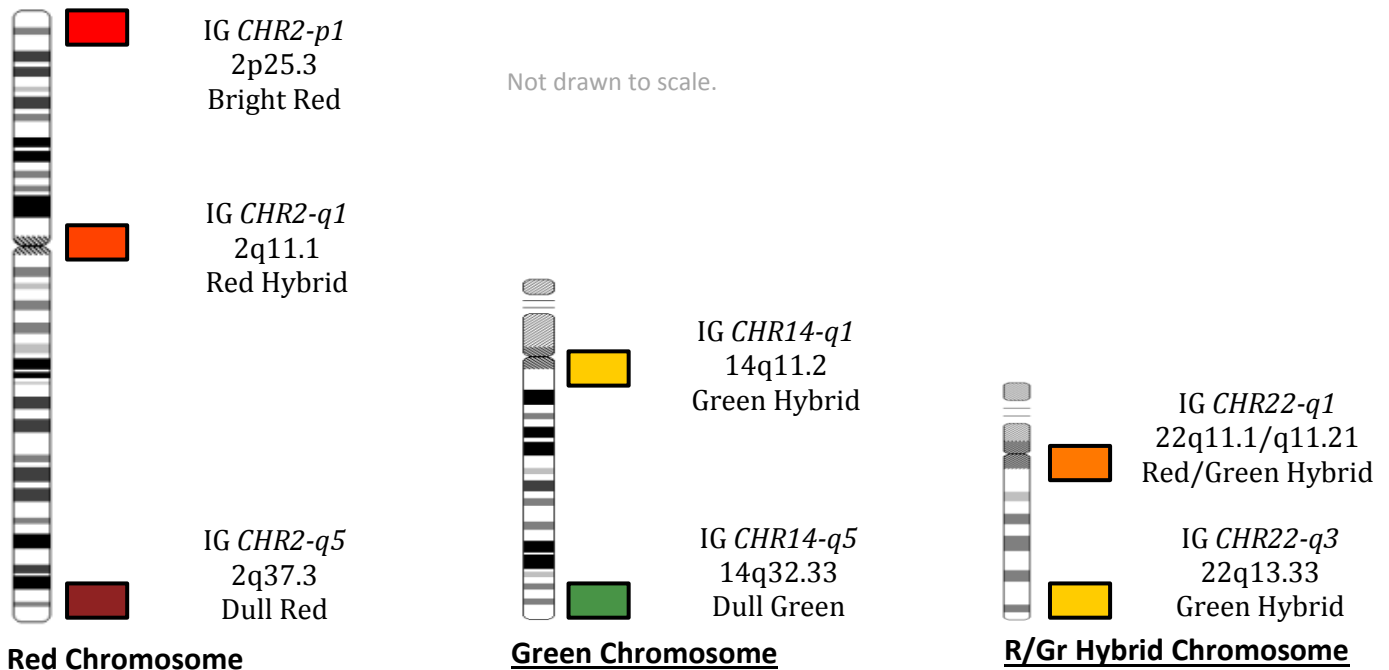 IG CHR2-p1
2p25.3
Bright Red
Not drawn to scale.
IG CHR2-q1
2q11.1
Red Hybrid
IG CHR14-q1
14q11.2
Green Hybrid
IG CHR22-q1
22q11.1/q11.21
Red/Green Hybrid
IG CHR2-q5
2q37.3
Dull Red
IG CHR14-q5
14q32.33
Dull Green
IG CHR22-q3
22q13.33
Green Hybrid
Red Chromosome
Green Chromosome
R/Gr Hybrid Chromosome